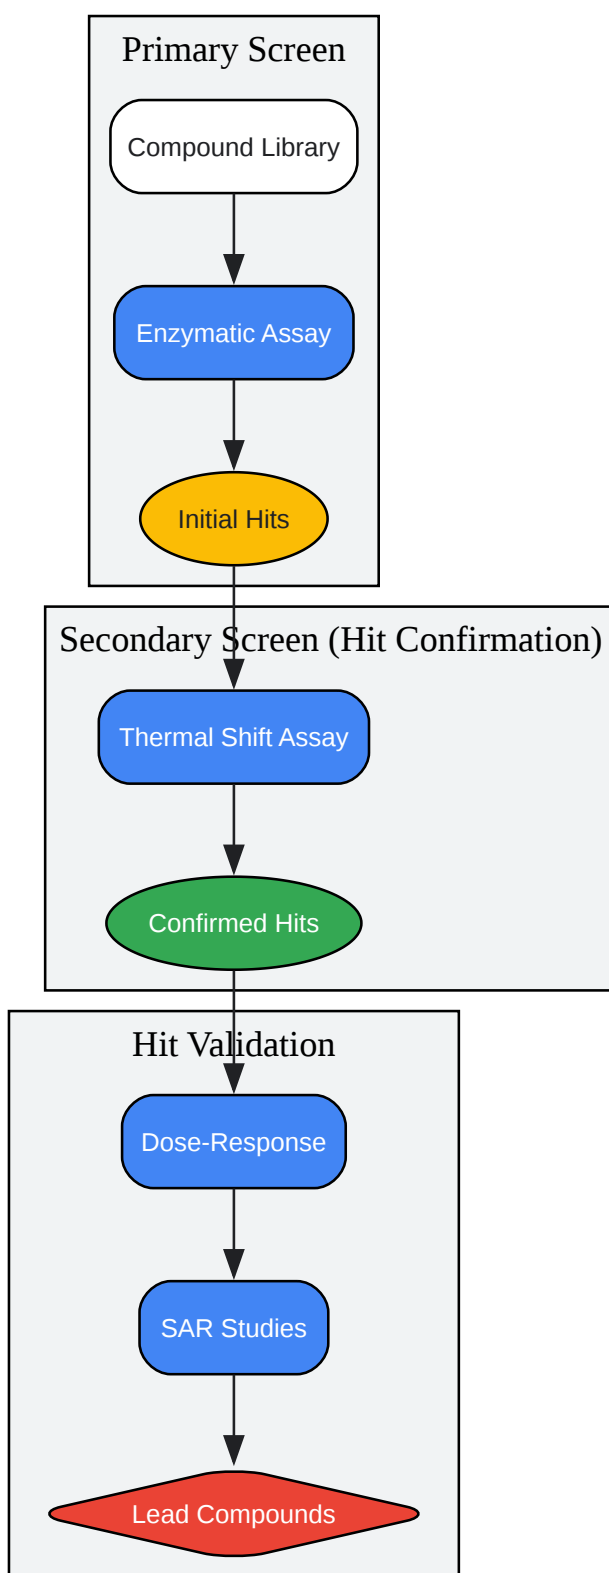 Primary Screen
Compound Library
Enzymatic Assay
Initial Hits
Secondary Screen (Hit Confirmation)
Thermal Shift Assay
Confirmed Hits
Hit Validation
Dose-Response
SAR Studies
Lead Compounds